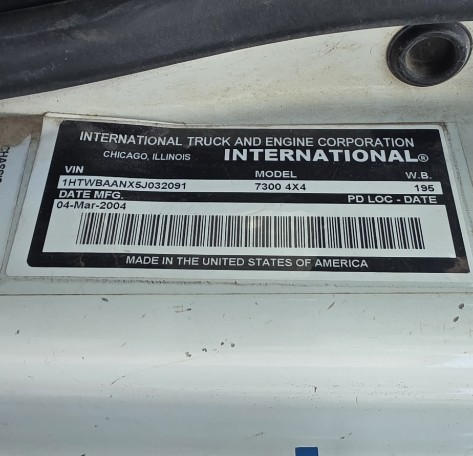 INTERNATIONAL TRUCK AND ENGINE CORPORATION
CHICAGO, ILLINOIS INTERNATIONAL®
VIN MODEL W.B.
1HTWBAANX5J032091 7300 4X4 195
DATE MFG. PD LOC - DATE
04-Mar-2004
MADE IN THE UNITED STATES OF AMERICA